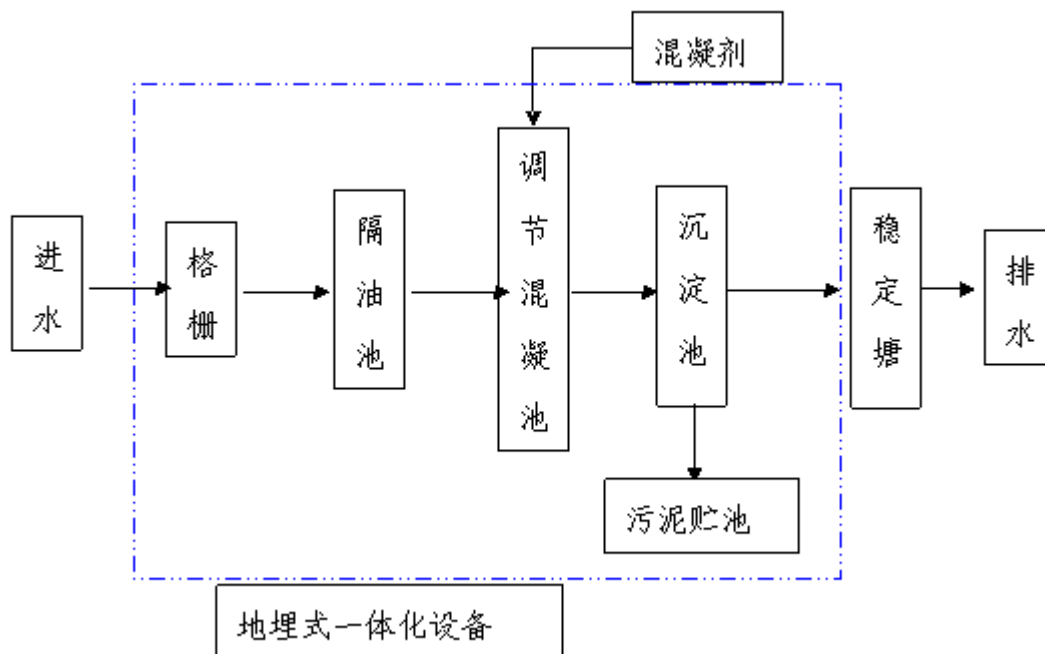 混凝剂
进水
格栅
隔油池
调节混凝池
沉淀池
稳定塘
排水
污泥贮池
地埋式一体化设备